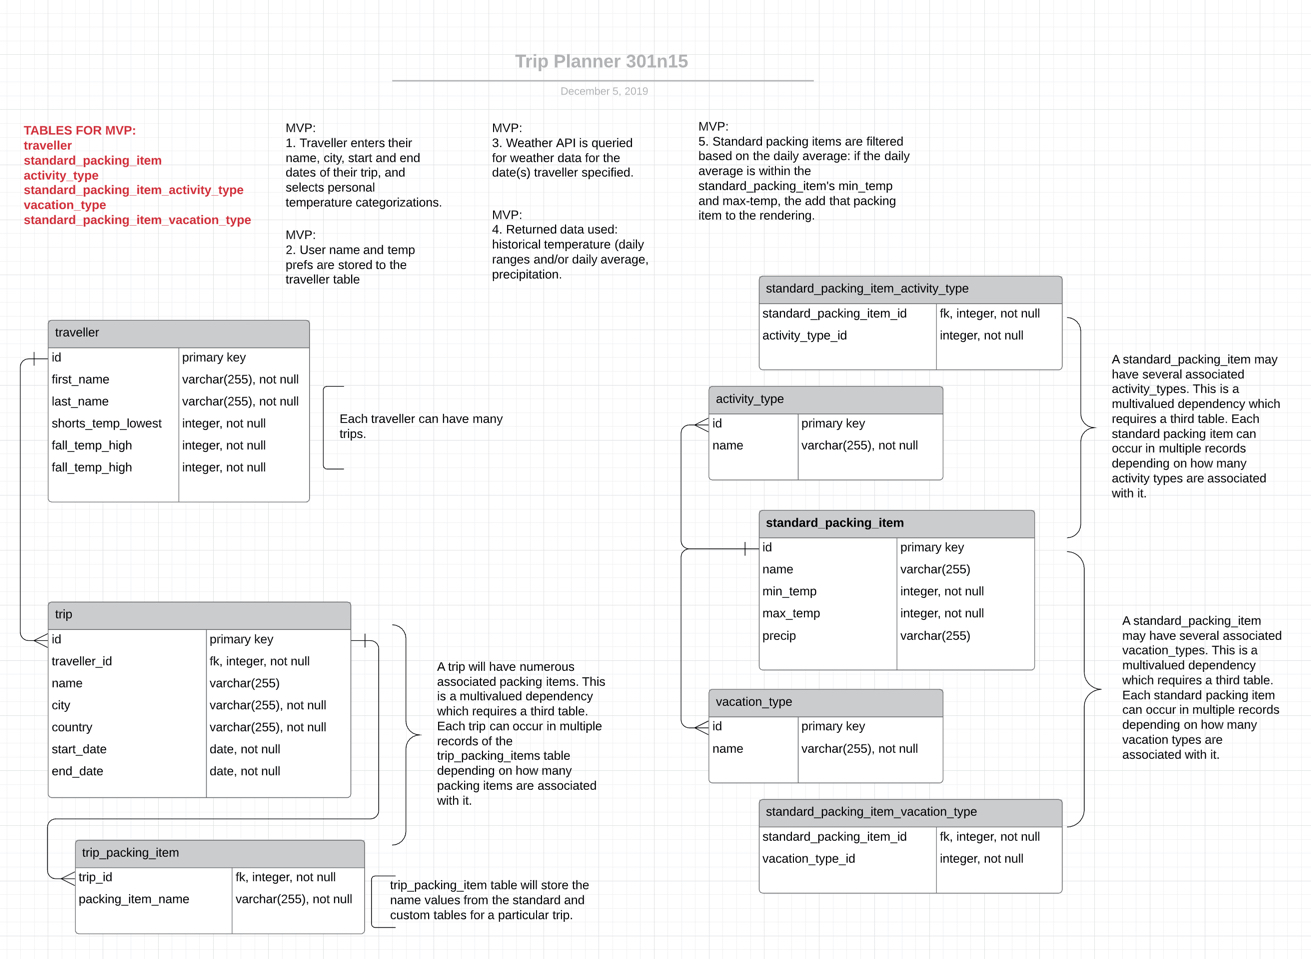 Trip Planner 301n15
December 5, 2019
TABLES FOR MVP:
traveller
standard_packing_item
activity_type
standard_packing_item_activity_type
vacation_type
standard_packing_item_vacation_type
MVP:
1. Traveller enters their
name, city, start and end
dates of their trip, and
selects personal
temperature categorizations.
MVP:
2. User name and temp
prefs are stored to the
traveller table
MVP:
3. Weather API is queried
for weather data for the
date(s) traveller specified.
MVP:
4. Returned data used:
historical temperature (daily
ranges and/or daily average,
precipitation.
MVP:
5. Standard packing items are filtered
based on the daily average: if the daily
average is within the
standard_packing_item's min_temp
and max-temp, the add that packing
item to the rendering.
traveller
id primary key
first_name varchar(255), not null
last_name varchar(255), not null
shorts_temp_lowest integer, not null
fall_temp_high integer, not null
fall_temp_high integer, not null
Each traveller can have many
trips.
trip
id primary key
traveller_id fk, integer, not null
name varchar(255)
city varchar(255), not null
country varchar(255), not null
start_date date, not null
end_date date, not null
A trip will have numerous
associated packing items. This
is a multivalued dependency
which requires a third table.
Each trip can occur in multiple
records of the
trip_packing_items table
depending on how many
packing items are associated
with it.
trip_packing_item
trip_id fk, integer, not null
packing_item_name varchar(255), not null
trip_packing_item table will store the
name values from the standard and
custom tables for a particular trip.
standard_packing_item_activity_type
standard_packing_item_id fk, integer, not null
activity_type_id integer, not null
activity_type
id primary key
name varchar(255), not null
A standard_packing_item may
have several associated
activity_types. This is a
multivalued dependency which
requires a third table. Each
standard packing item can
occur in multiple records
depending on how many
activity types are associated
with it.
standard_packing_item
id primary key
name varchar(255)
min_temp integer, not null
max_temp integer, not null
precip varchar(255)
vacation_type
id primary key
name varchar(255), not null
A standard_packing_item
may have several associated
vacation_types. This is a
multivalued dependency
which requires a third table.
Each standard packing item
can occur in multiple records
depending on how many
vacation types are
associated with it.
standard_packing_item_vacation_type
standard_packing_item_id fk, integer, not null
vacation_type_id integer, not null